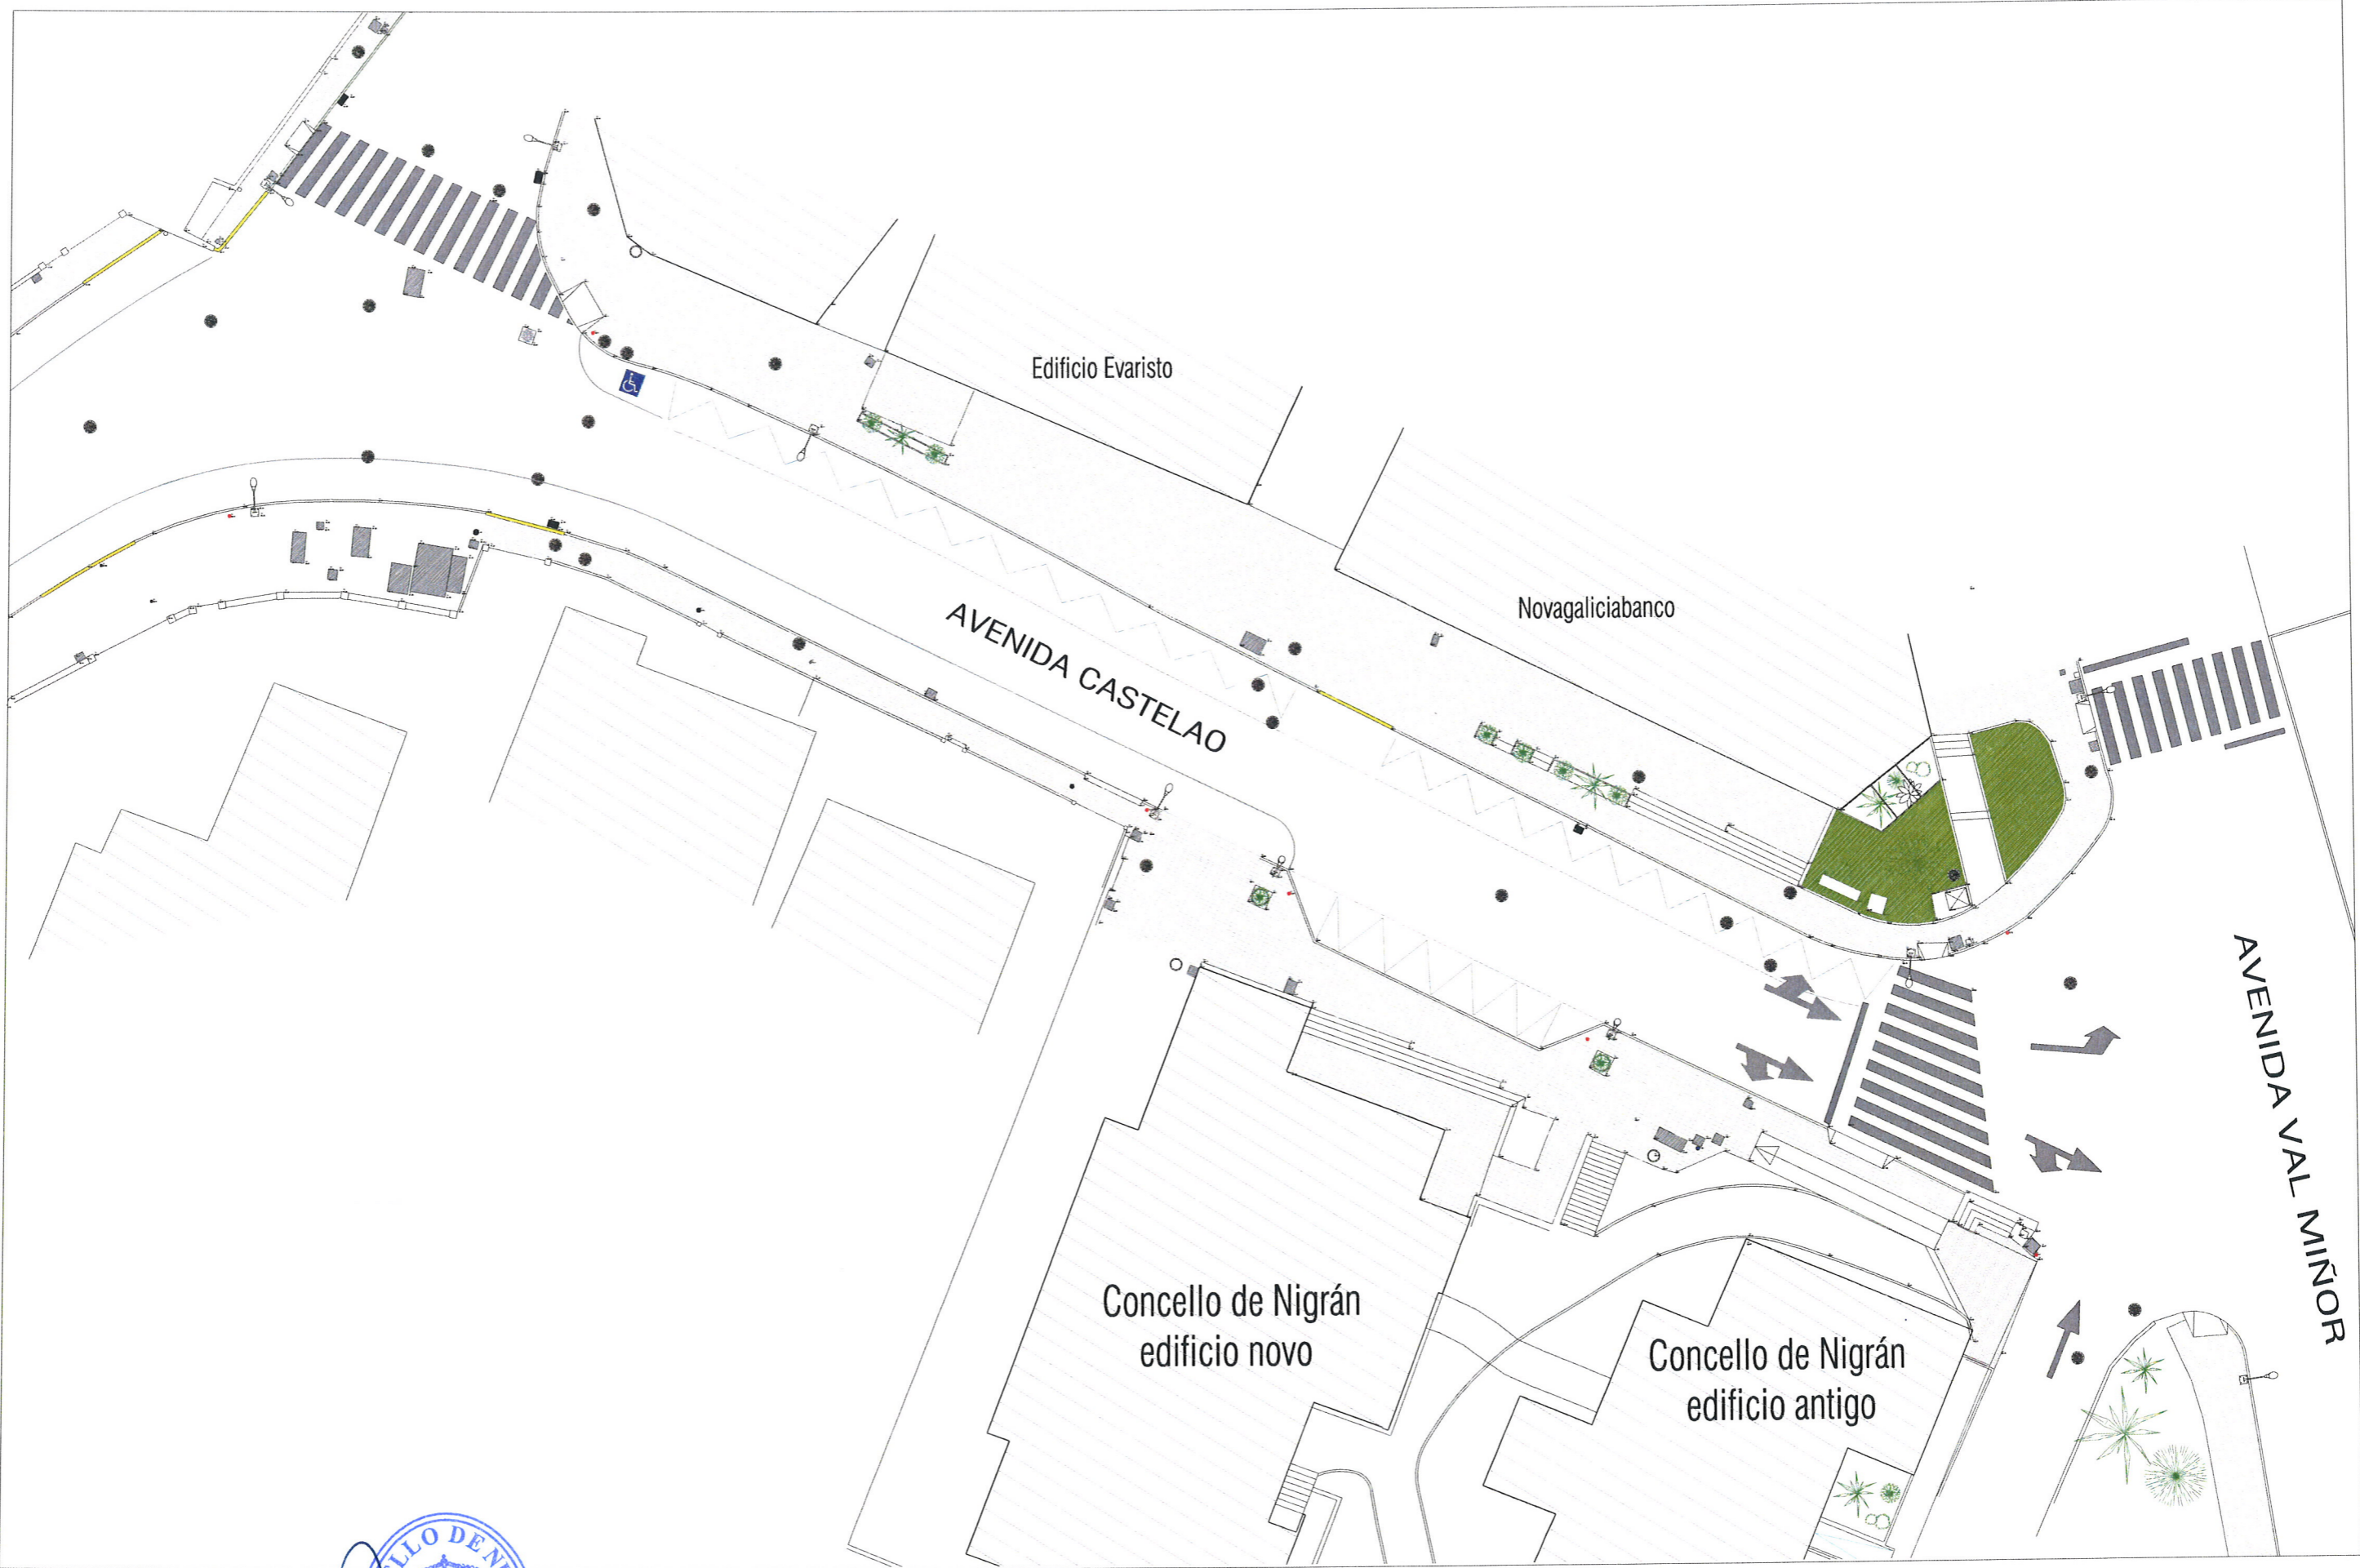 Edificio Evaristo
Novagaliciabanco
AVENIDA CASTELAO
AVENIDA VAL MIÑOR
Concello de Nigrán
edificio novo
Concello de Nigrán
edificio antigo
LLO DE N